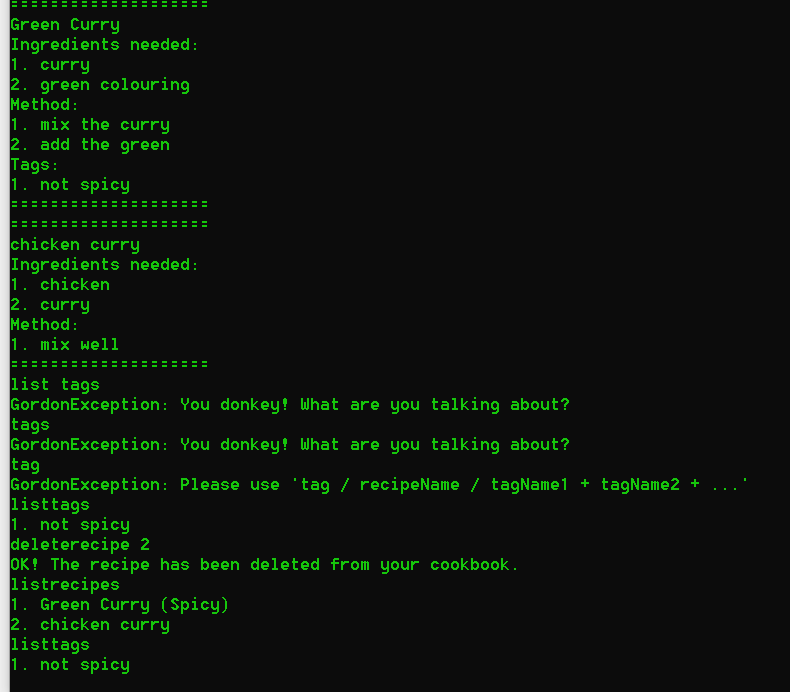 =====================
Green Curry
Ingredients needed:
1. curry
2. green colouring
Method:
1. mix the curry
2. add the green
Tags:
1. not spicy
====================
====================
chicken curry
Ingredients needed:
1. chicken
2. curry
Method:
1. mix well
====================
list tags
GordonException: You donkey! What are you talking about?
tags
GordonException: You donkey! What are you talking about?
tag
GordonException: Please use 'tag / recipeName / tagName1 + tagName2 + ...'
listtags
1. not spicy
deleterecipe 2
OK! The recipe has been deleted from your cookbook.
listrecipes
1. Green Curry (Spicy)
2. chicken curry
listtags
1. not spicy